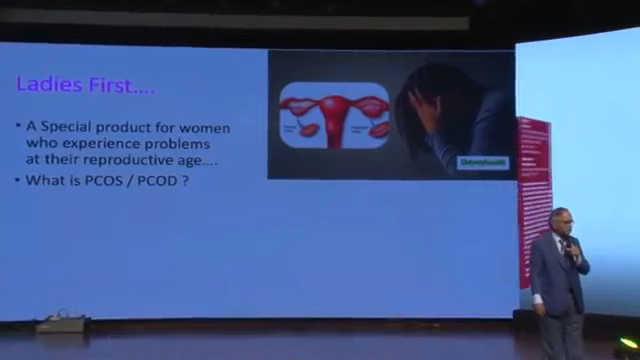 Ladies First....
• A Special product for women
who experience problems
at their reproductive age....
• What is PCOS / PCOD ?